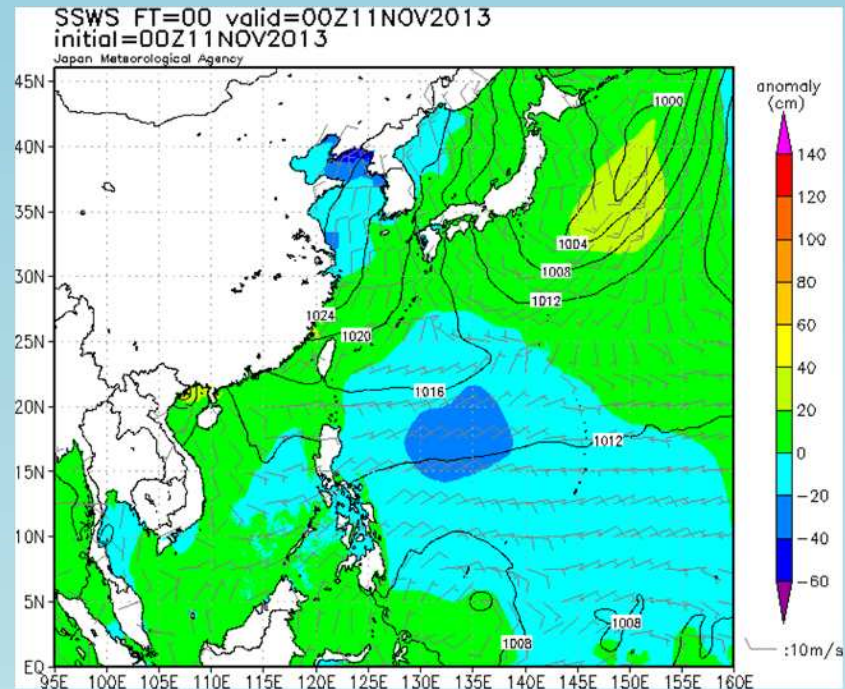 SSWS FT=00 valid=00Z11NOV2013
initial=00Z11NOV2013
Japan Meteorological Agency
45N
40N
35N
30N
25N
20N
15N
10N
5N
EQ
95E 100E 105E 110E 115E 120E 125E 130E 135E 140E 145E 150E 155E 160E
1000
1004
1008
1012
1024
1020
1016
1012
1008
1008
anomaly
(cm)
140
120
100
80
60
40
20
0
−20
−40
−60
:10m/s